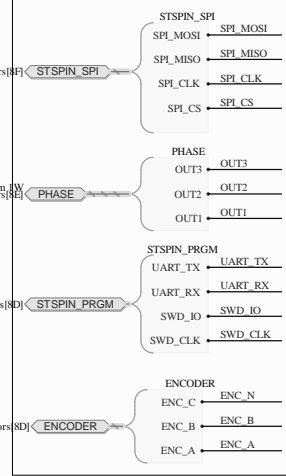 STSPIN_SPI
SPI_MOSI SPI_MOSI
SPI_MISO SPI_MISO
rs[8F] STSPIN_SPI
SPI_CLK SPI_CLK
SPI_CS SPI_CS
PHASE
OUT3 OUT3
rs[8E] PHASE
OUT2 OUT2
OUT1 OUT1
STSPIN_PRGM
UART_TX UART_TX
UART_RX UART_RX
s[8D] STSPIN_PRGM
SWD_IO SWD_IO
SWD_CLK SWD_CLK
ENCODER
ENC_C ENC_N
ors[8D] ENCODER
ENC_B ENC_B
ENC_A ENC_A